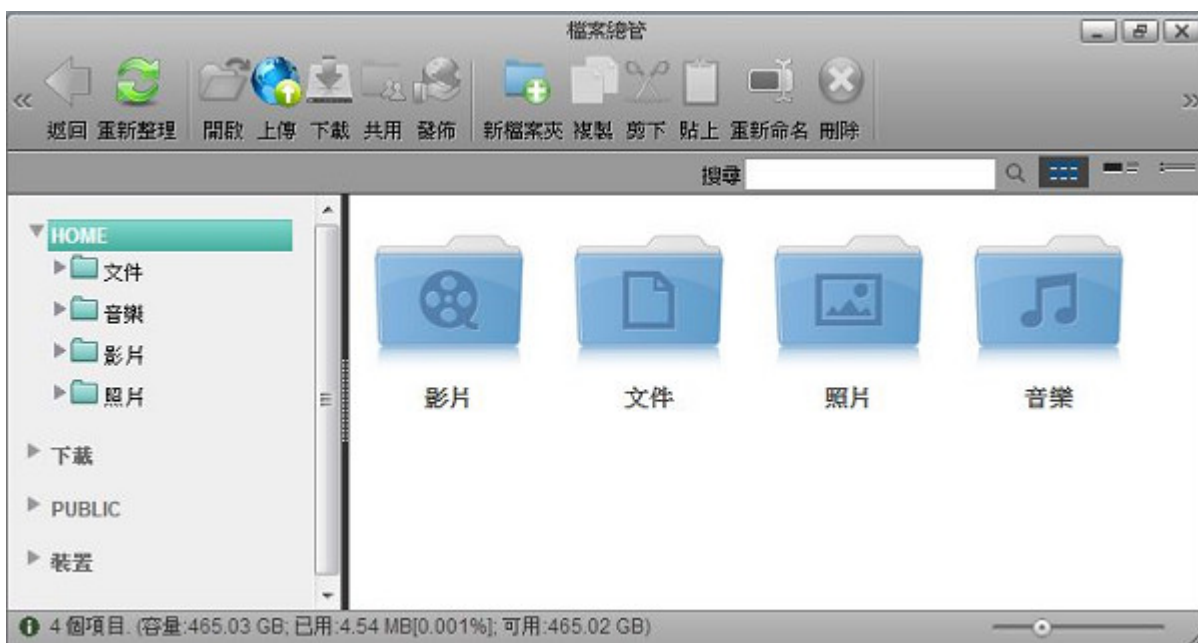 檔案總管
返回 重新整理 開啟 上傳 下載 共用 發佈 新檔案夾 複製 剪下 貼上 重新命名 刪除
搜尋
HOME
文件
音樂
影片
照片
下載
PUBLIC
裝置
影片 文件 照片 音樂
4 個項目. (容量:465.03 GB; 已用:4.54 MB[0.001%]; 可用:465.02 GB)